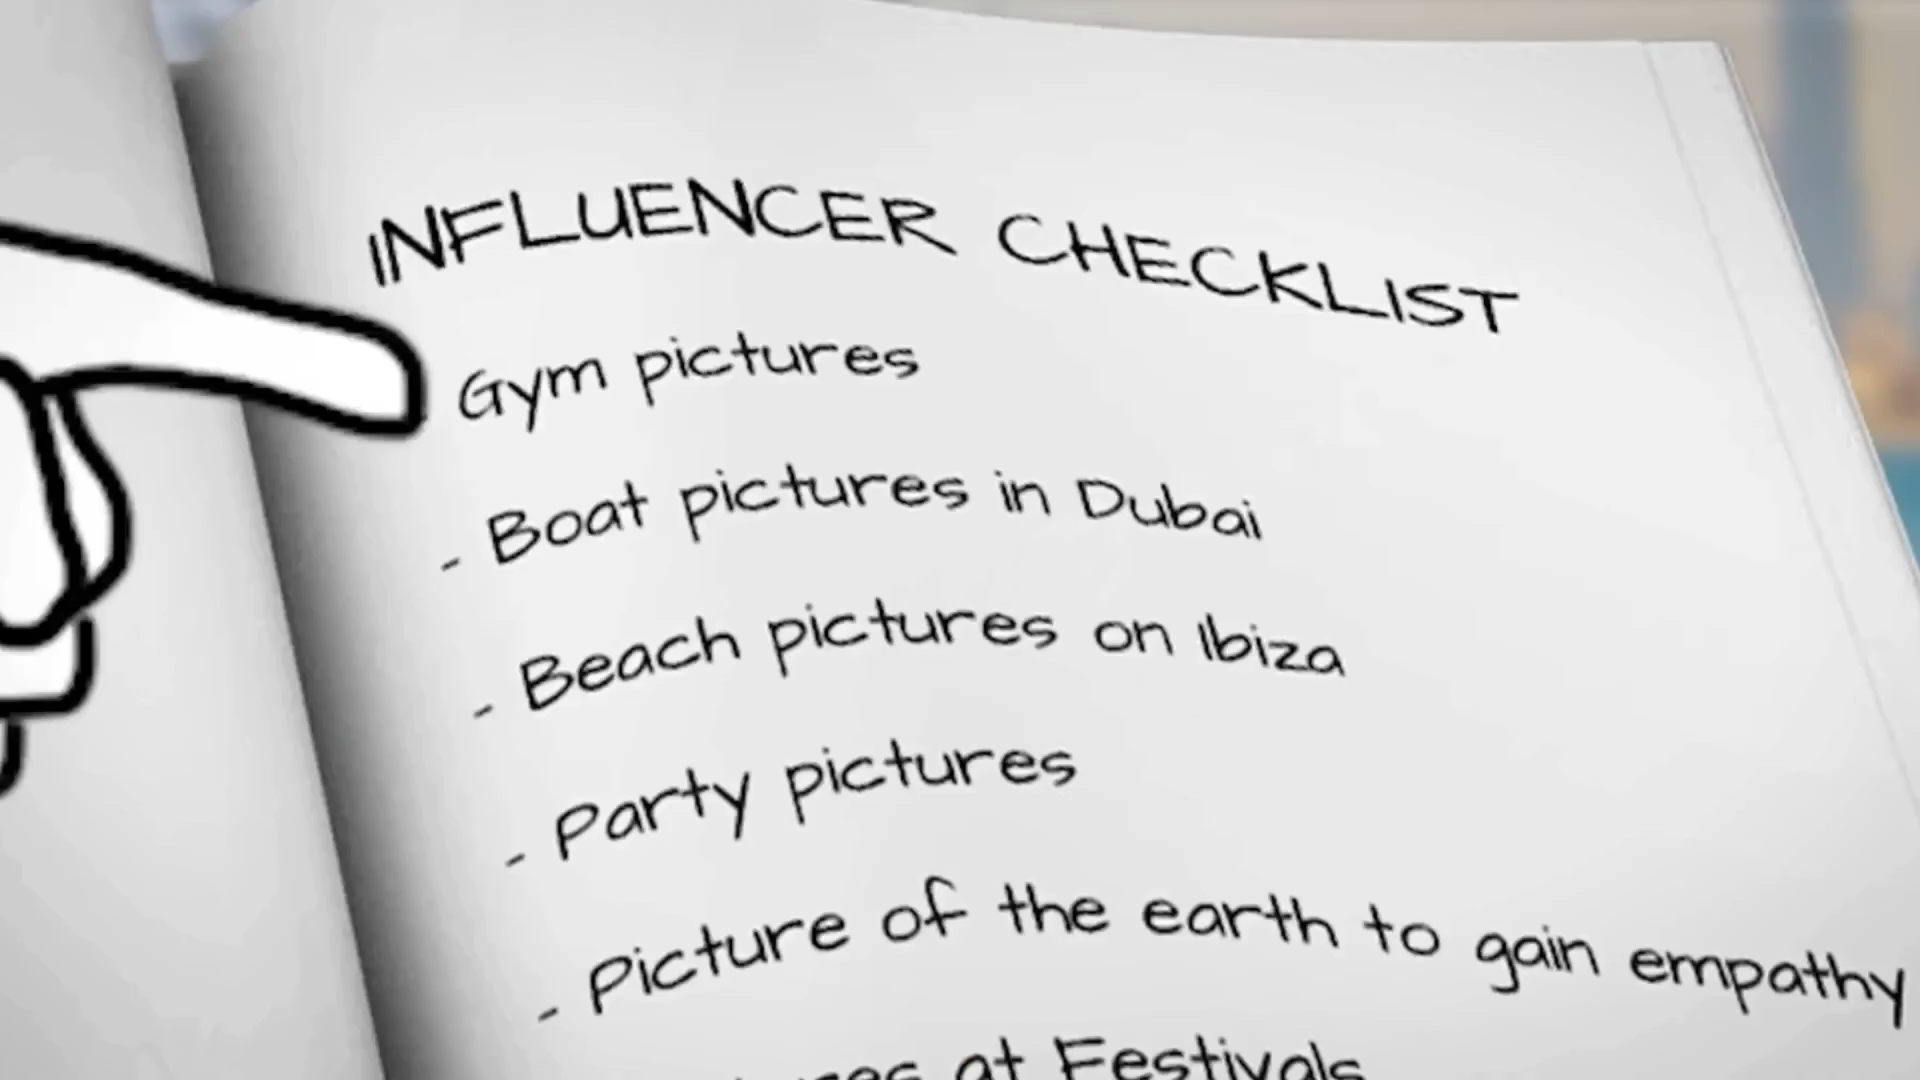 INFLUENCER CHECKLIST
Gym pictures
- Boat pictures in Dubai
- Beach pictures on Ibiza
- Party pictures
- Picture of the earth to gain empathy
at Festivals